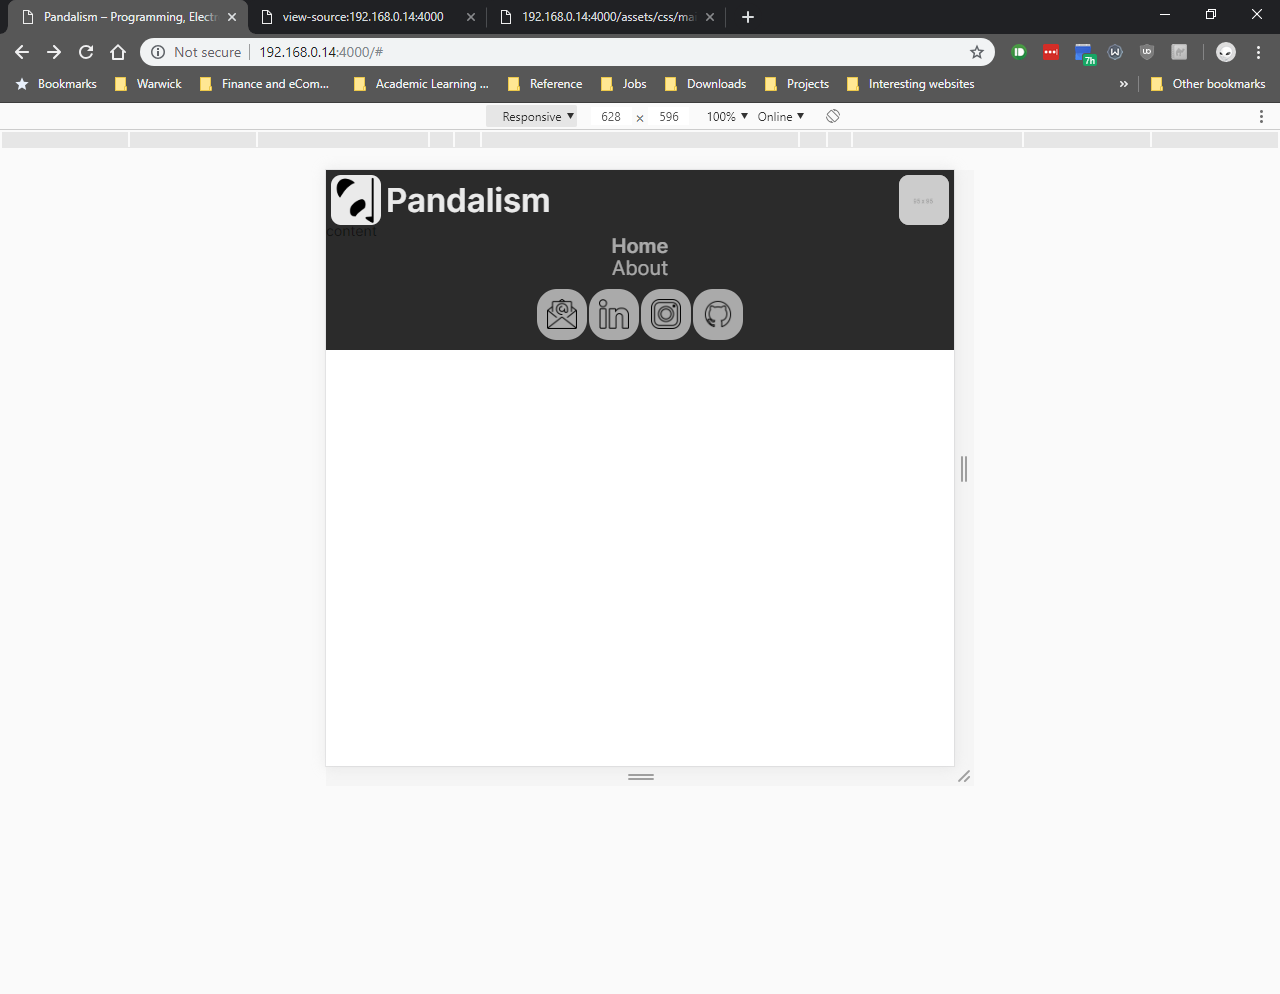 Pandalism – Programming, Electr
view-source:192.168.0.14:4000
192.168.0.14:4000/assets/css/mai
Not secure
192.168.0.14:4000/#
7h
Bookmarks
Warwick
Finance and eCom...
Academic Learning ...
Reference
Jobs
Downloads
Projects
Interesting websites
»
Other bookmarks
Responsive ▼
628 × 596
100% ▼
Online ▼
Pandalism
content
Home
About